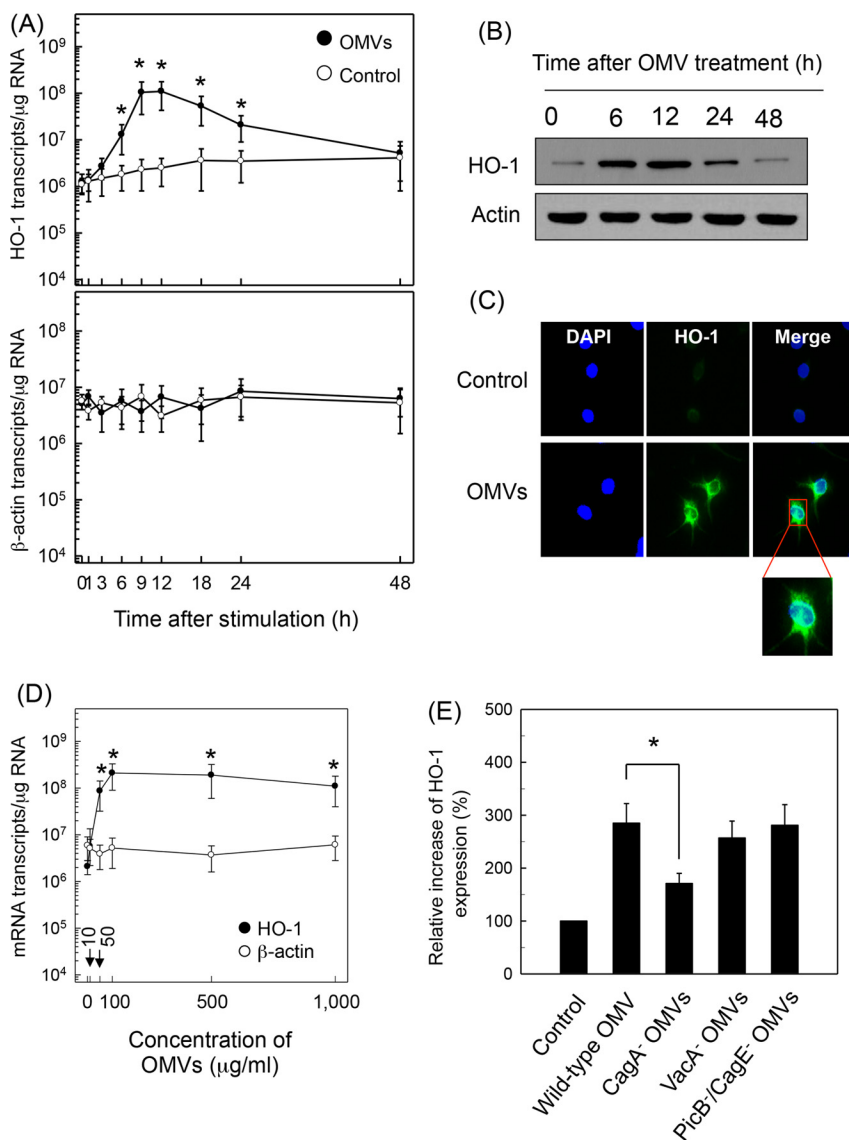 (A)
HO-1 transcripts/μg RNA
10⁹
10⁸
10⁷
10⁶
10⁵
10⁴
* * * * *
OMVs
Control
β-actin transcripts/μg RNA
10⁸
10⁷
10⁶
10⁵
10⁴
0 1 3 6 9 12 18 24 48
Time after stimulation (h)
(B)
Time after OMV treatment (h)
0 6 12 24 48
HO-1
Actin
(C)
DAPI HO-1 Merge
Control
OMVs
(D)
mRNA transcripts/μg RNA
10⁹
10⁸
10⁷
10⁶
10⁵
10⁴
* * * *
10
50
HO-1
β-actin
0 100 500 1,000
Concentration of
OMVs (μg/ml)
(E)
Relative increase of HO-1
expression (%)
500
400
300
200
100
0
*
Control
Wild-type OMV
CagA⁻ OMVs
VacA⁻ OMVs
PicB⁻/CagE⁻ OMVs